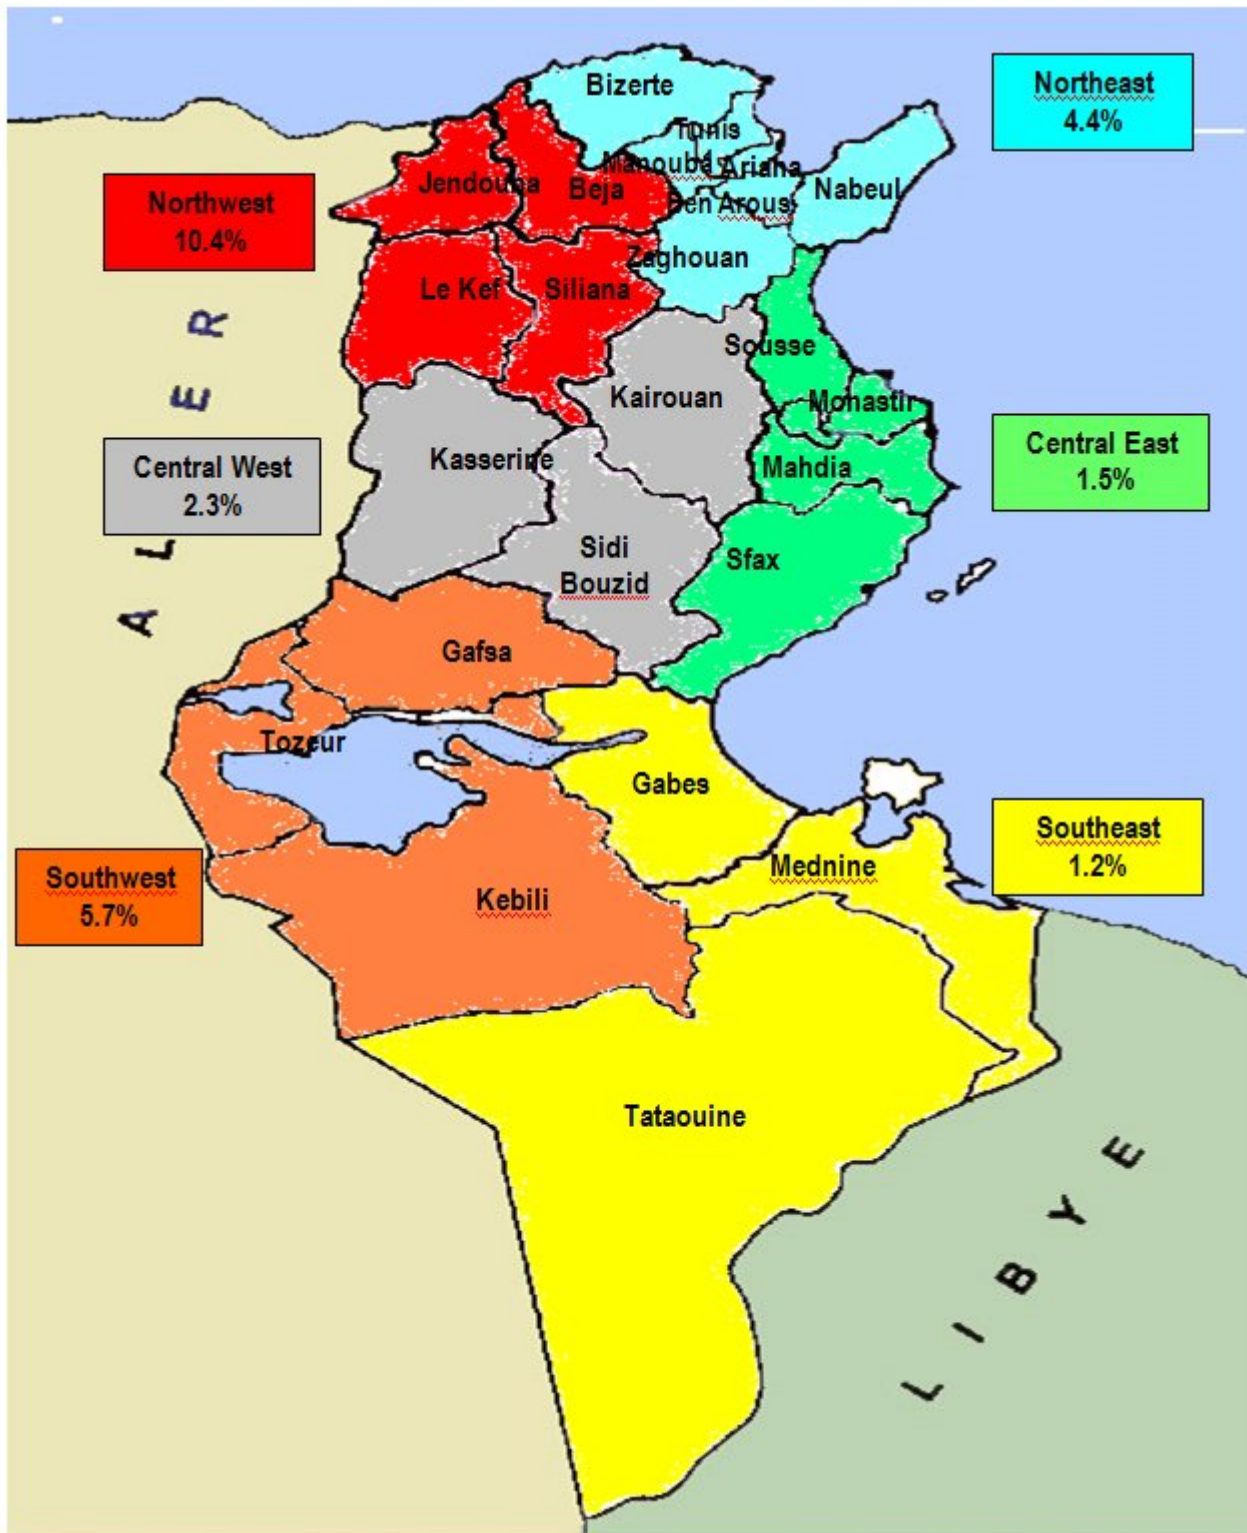 Bizerte
Northeast
4.4%
Tunis
Manouba
Ariana
Jendouba
Beja
Ben Arous
Nabeul
Northwest
10.4%
Zaghouan
Le Kef
Siliana
Sousse
Kairouan
Monastir
Central West
2.3%
Kasserine
Mahdia
Central East
1.5%
Sidi
Bouzid
Sfax
Gafsa
Tozeur
Gabes
Southeast
1.2%
Mednine
Southwest
5.7%
Kebili
Tataouine
ALGER
LIBYE